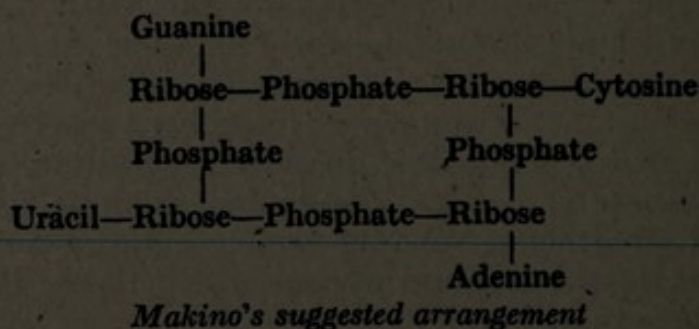 Guanine
Ribose—Phosphate—Ribose—Cytosine
Phosphate Phosphate
Uracil—Ribose—Phosphate—Ribose
Adenine
Makino's suggested arrangement